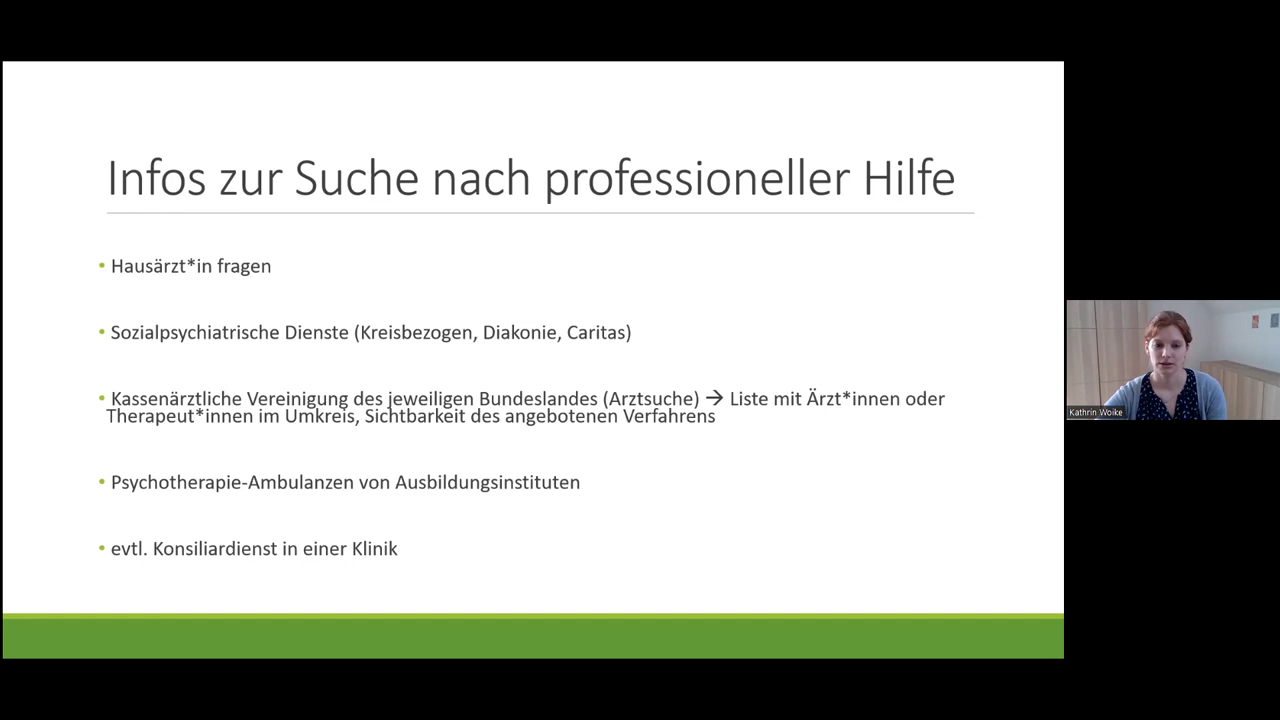 Infos zur Suche nach professioneller Hilfe
• Hausärzt*in fragen
• Sozialpsychiatrische Dienste (Kreisbezogen, Diakonie, Caritas)
• Kassenärztliche Vereinigung des jeweiligen Bundeslandes (Arztsuche) → Liste mit Ärzt*innen oder
Therapeut*innen im Umkreis, Sichtbarkeit des angebotenen Verfahrens
• Psychotherapie-Ambulanzen von Ausbildungsinstituten
• evtl. Konsiliardienst in einer Klinik
Kathrin Woike